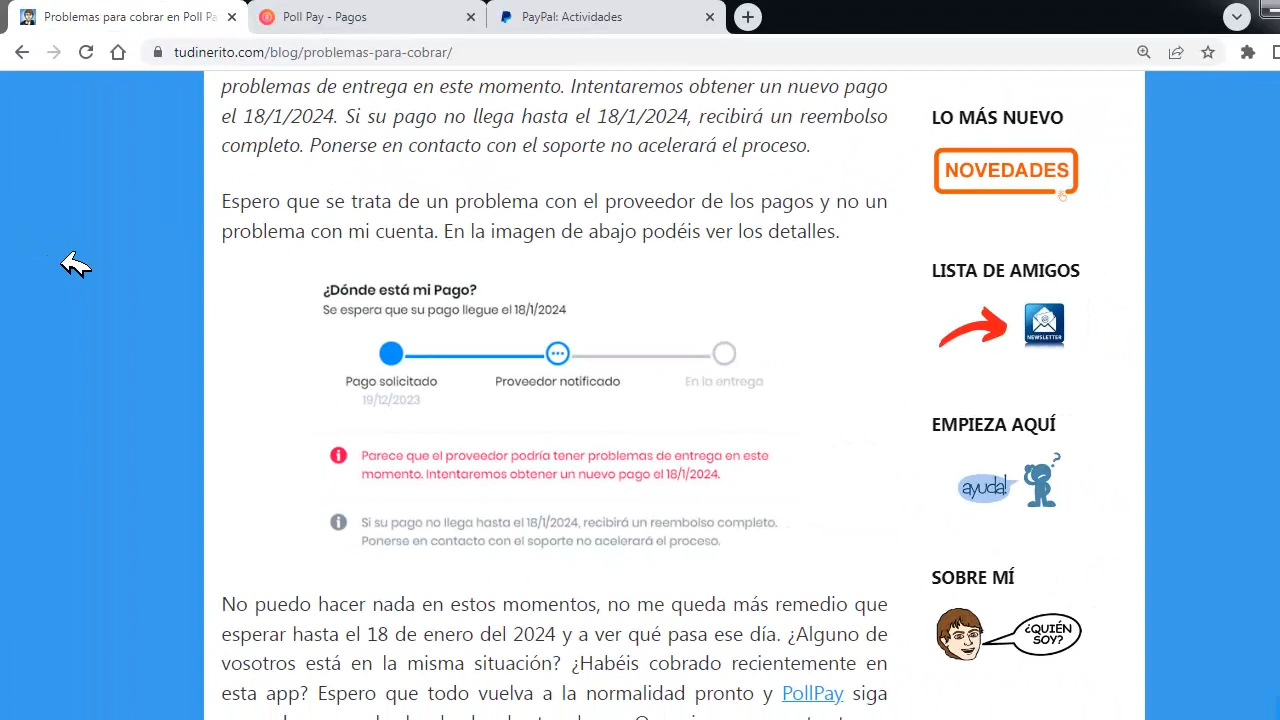 Problemas para cobrar en Poll Pa
Poll Pay - Pagos
PayPal: Actividades
tudinerito.com/blog/problemas-para-cobrar/
problemas de entrega en este momento. Intentaremos obtener un nuevo pago
el 18/1/2024. Si su pago no llega hasta el 18/1/2024, recibirá un reembolso
completo. Ponerse en contacto con el soporte no acelerará el proceso.
Espero que se trata de un problema con el proveedor de los pagos y no un
problema con mi cuenta. En la imagen de abajo podéis ver los detalles.
¿Dónde está mi Pago?
Se espera que su pago llegue el 18/1/2024
Pago solicitado
Proveedor notificado
En la entrega
19/12/2023
Parece que el proveedor podría tener problemas de entrega en este
momento. Intentaremos obtener un nuevo pago el 18/1/2024.
Si su pago no llega hasta el 18/1/2024, recibirá un reembolso completo.
Ponerse en contacto con el soporte no acelerará el proceso.
No puedo hacer nada en estos momentos, no me queda más remedio que
esperar hasta el 18 de enero del 2024 y a ver qué pasa ese día. ¿Alguno de
vosotros está en la misma situación? ¿Habéis cobrado recientemente en
esta app? Espero que todo vuelva a la normalidad pronto y PollPay siga
LO MÁS NUEVO
NOVEDADES
LISTA DE AMIGOS
NEWSLETTER
EMPIEZA AQUÍ
ayuda!
?
SOBRE MÍ
¿QUIÉN
SOY?